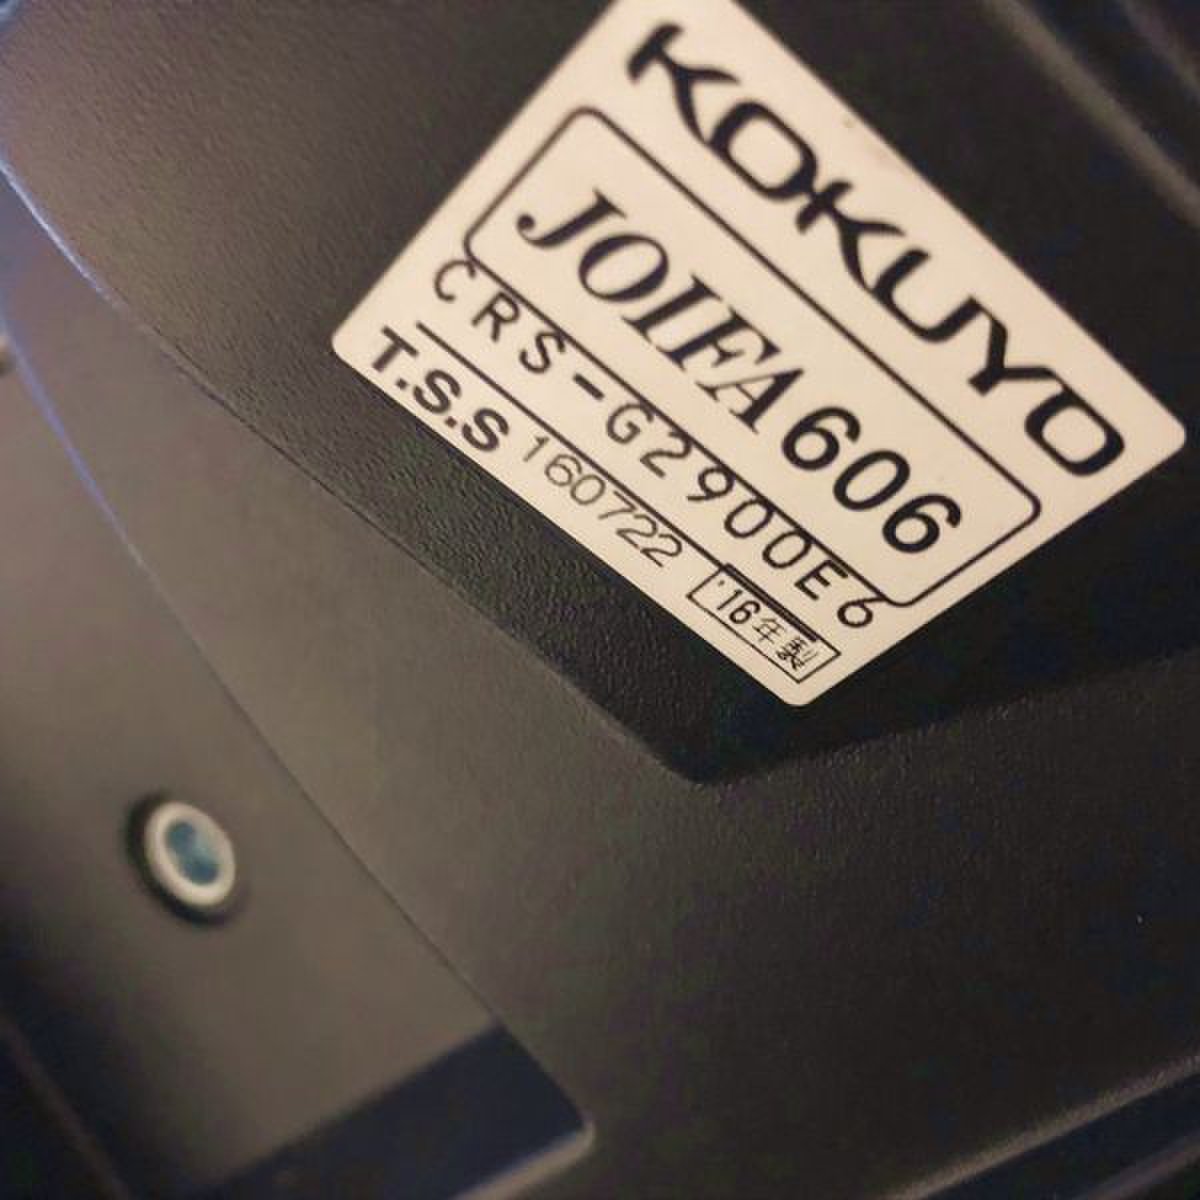 KOKUYO
JOIFA 606
CRS-G2900E6
T.S.S 160722 '16年製